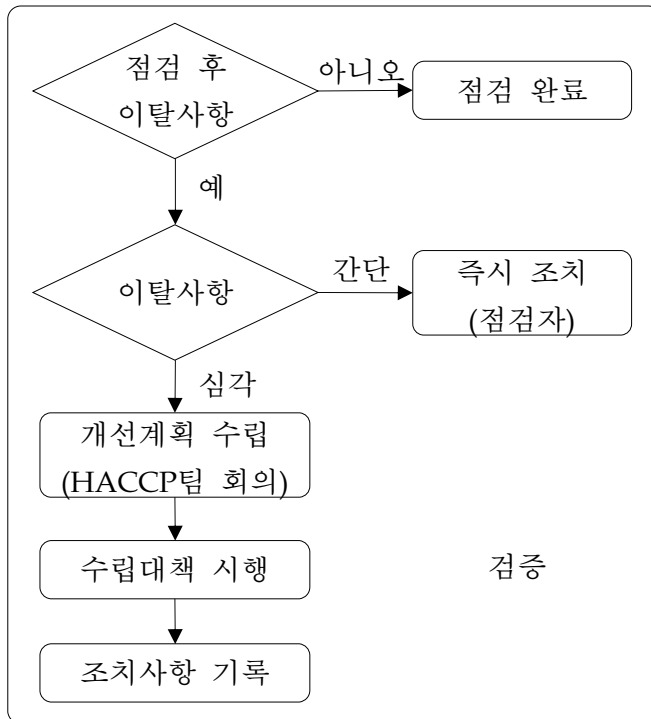 점검 후
이탈사항
아니오
점검 완료
예
이탈사항
간단
즉시 조치
(점검자)
심각
개선계획 수립
(HACCP팀 회의)
수립대책 시행
검증
조치사항 기록